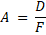 A = D/F